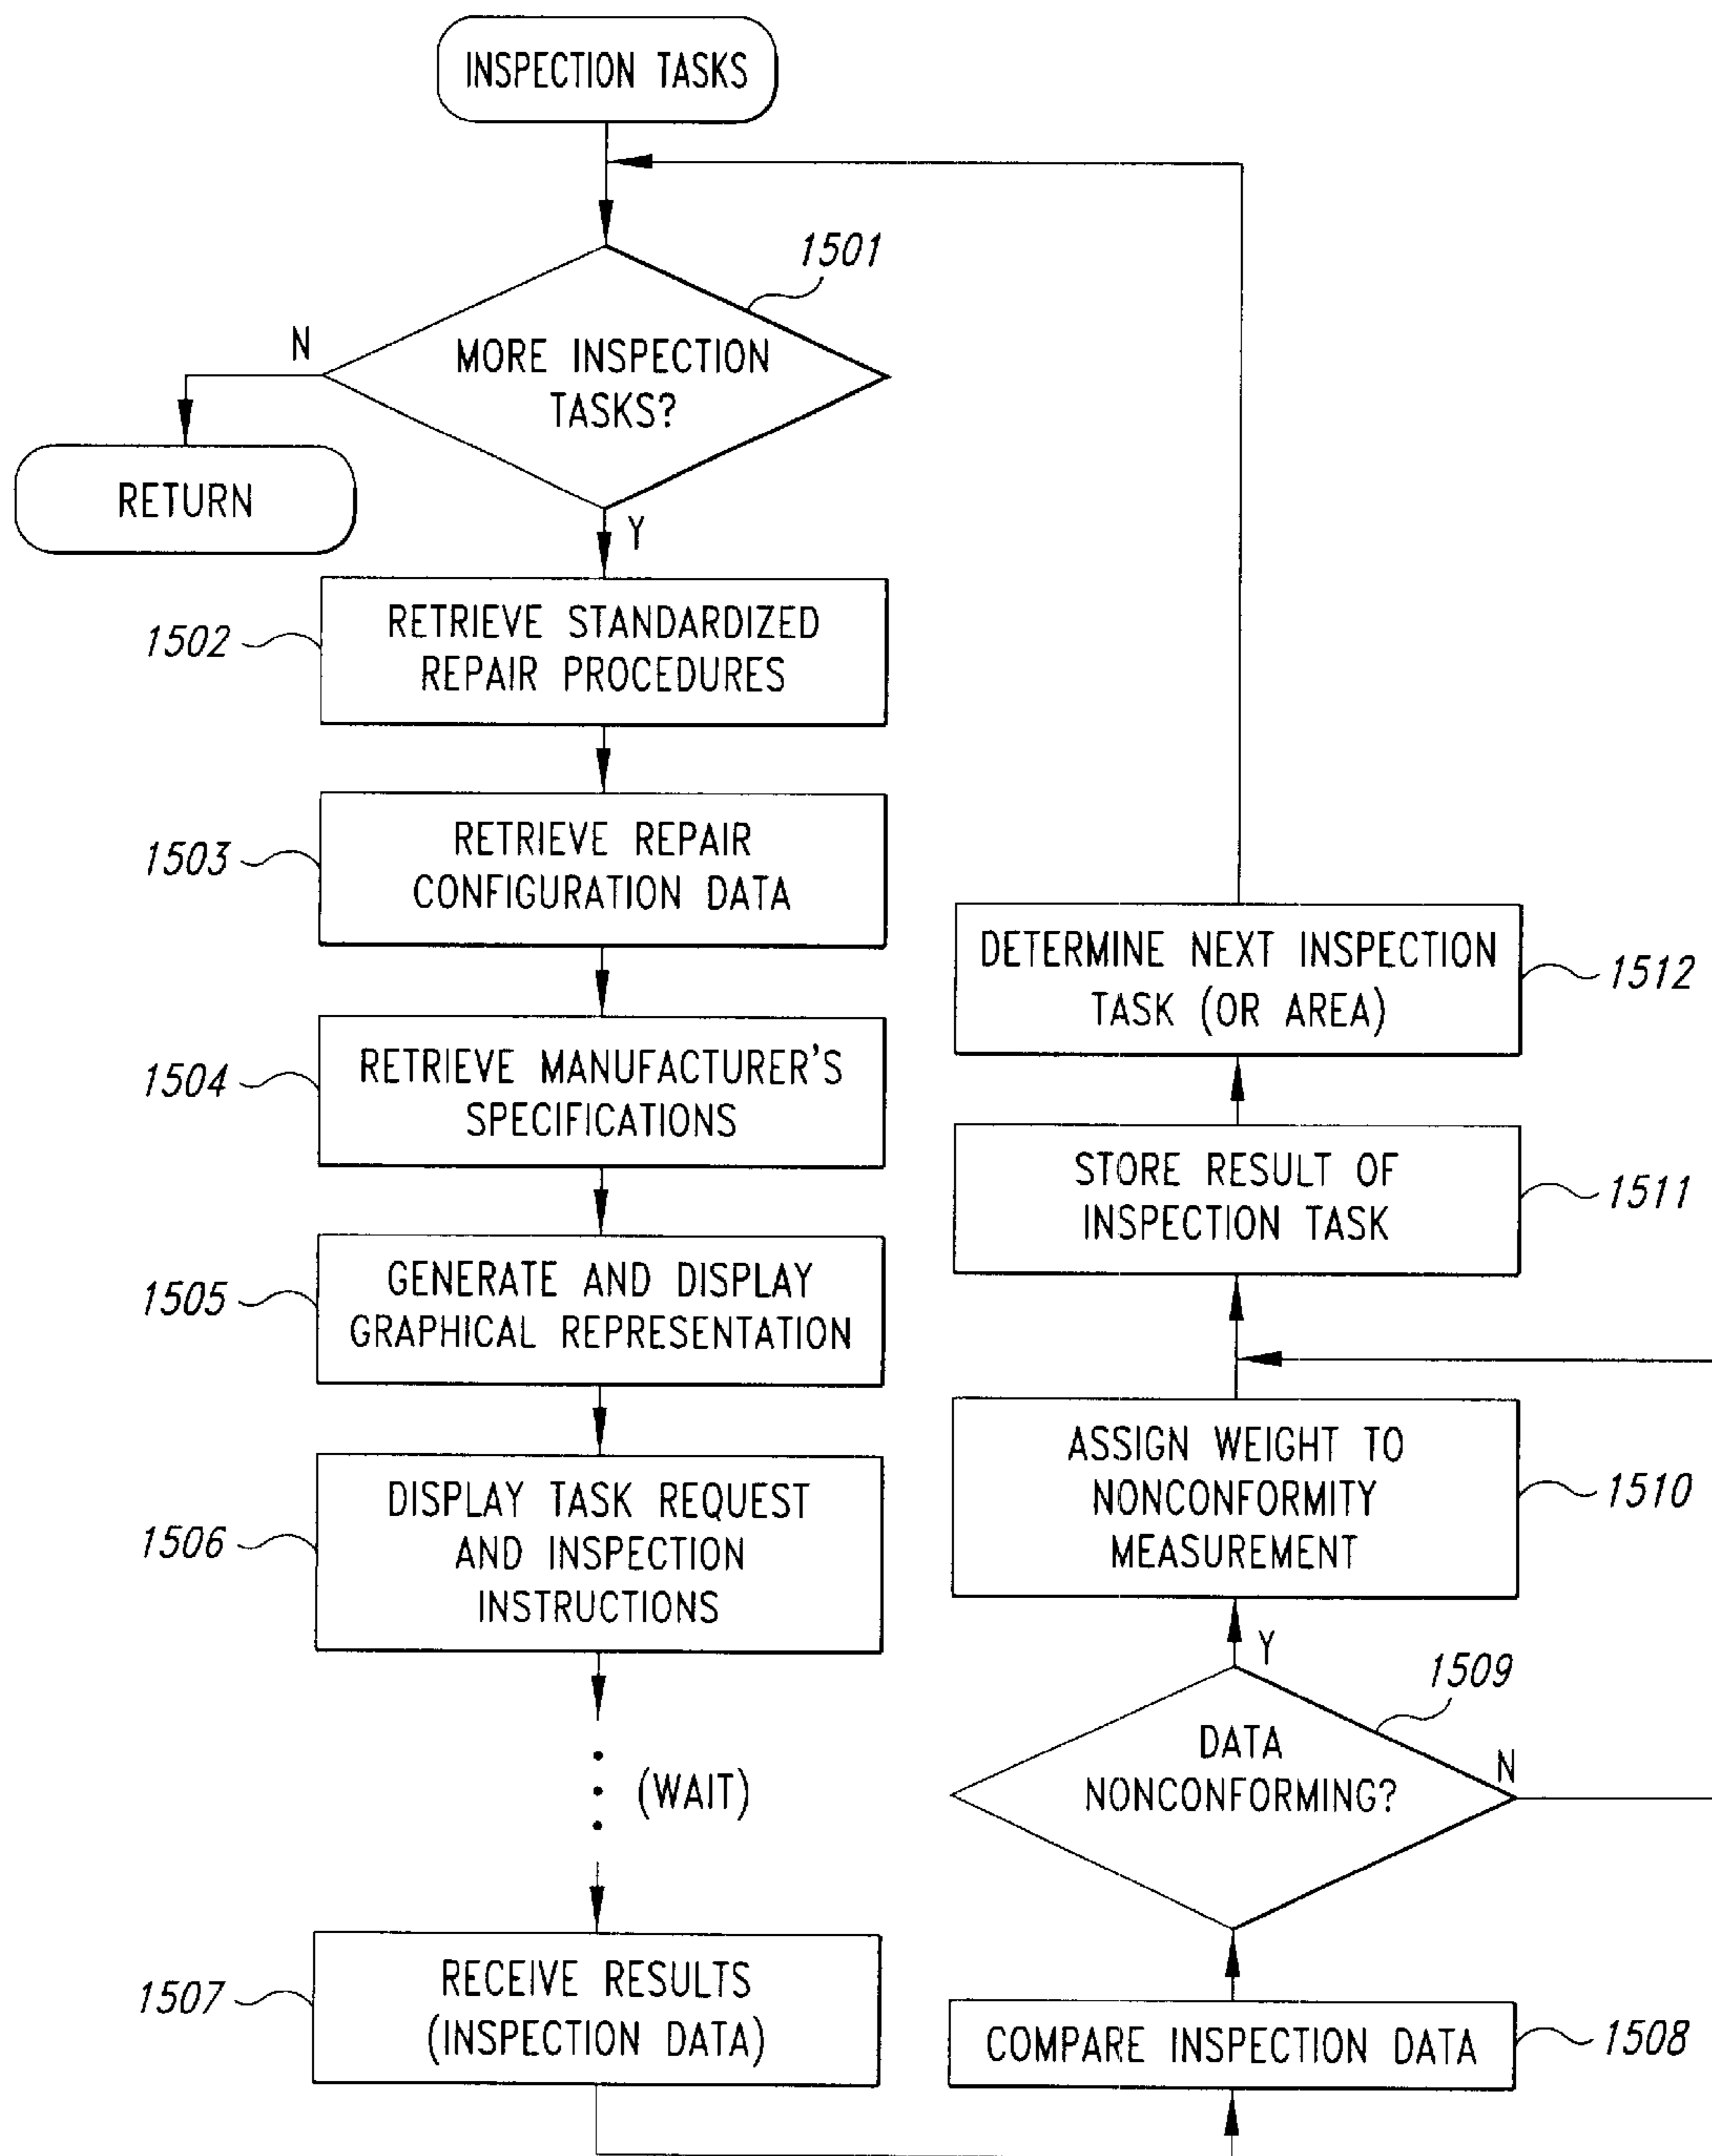 INSPECTION TASKS
1501
N
MORE INSPECTION
TASKS?
RETURN
Y
1502
RETRIEVE STANDARDIZED
REPAIR PROCEDURES
1503
RETRIEVE REPAIR
CONFIGURATION DATA
1504
RETRIEVE MANUFACTURER'S
SPECIFICATIONS
1505
GENERATE AND DISPLAY
GRAPHICAL REPRESENTATION
1506
DISPLAY TASK REQUEST
AND INSPECTION
INSTRUCTIONS
(WAIT)
1507
RECEIVE RESULTS
(INSPECTION DATA)
COMPARE INSPECTION DATA
1508
DATA
NONCONFORMING?
1509
N
Y
ASSIGN WEIGHT TO
NONCONFORMITY
MEASUREMENT
1510
STORE RESULT OF
INSPECTION TASK
1511
DETERMINE NEXT INSPECTION
TASK (OR AREA)
1512